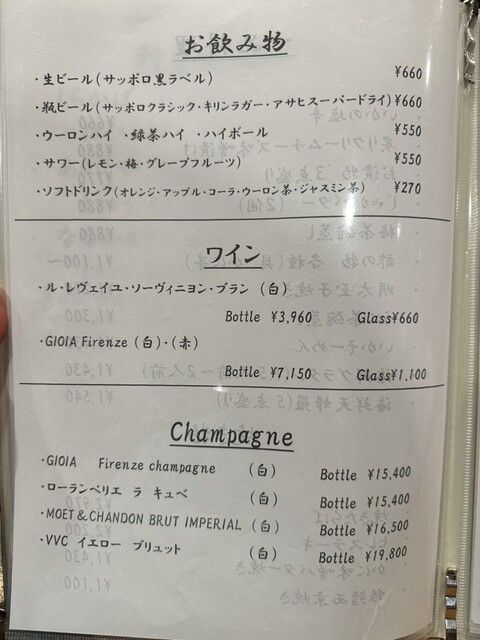 お飲み物
・生ビール(サッポロ黒ラベル) ¥660
・瓶ビール(サッポロクラシック・キリンラガー・アサヒスーパードライ) ¥660
・ウーロンハイ ・緑茶ハイ ・ハイボール ¥550
・サワー(レモン・梅・グレープフルーツ) ¥550
・ソフトドリンク(オレンジ・アップル・コーラ・ウーロン茶・ジャスミン茶) ¥270
ワイン
・ル・レヴェイユ・ソーヴィニヨン・ブラン (白)
Bottle ¥3,960 Glass¥660
・GIOIA Firenze (白)・(赤)
Bottle ¥7,150 Glass¥1,100
Champagne
・GIOIA Firenze champagne (白) Bottle ¥15,400
・ローランペリエ ラ キュベ (白) Bottle ¥15,400
・MOET & CHANDON BRUT IMPERIAL (白) Bottle ¥16,500
・VVC イエロー ブリュット (白) Bottle ¥19,800